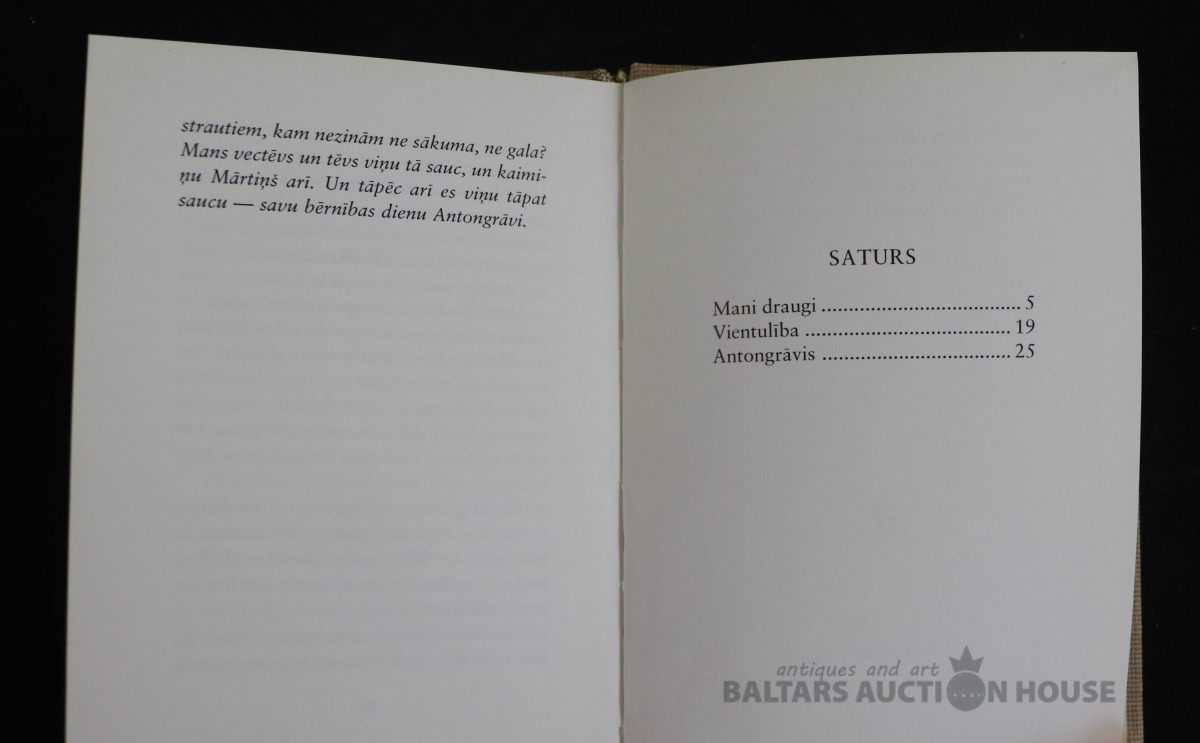 strautiem, kam nezinām ne sākuma, ne gala?
Mans vectēvs un tēvs viņu tā sauc, un kaimi-
ņu Mārtiņš arī. Un tāpēc arī es viņu tāpat
saucu — savu bērnības dienu Antongrāvi.
SATURS
Mani draugi .................................... 5
Vientulība ..................................... 19
Antongrāvis .................................. 25
antiques and art
BALTARS AUCTION HOUSE